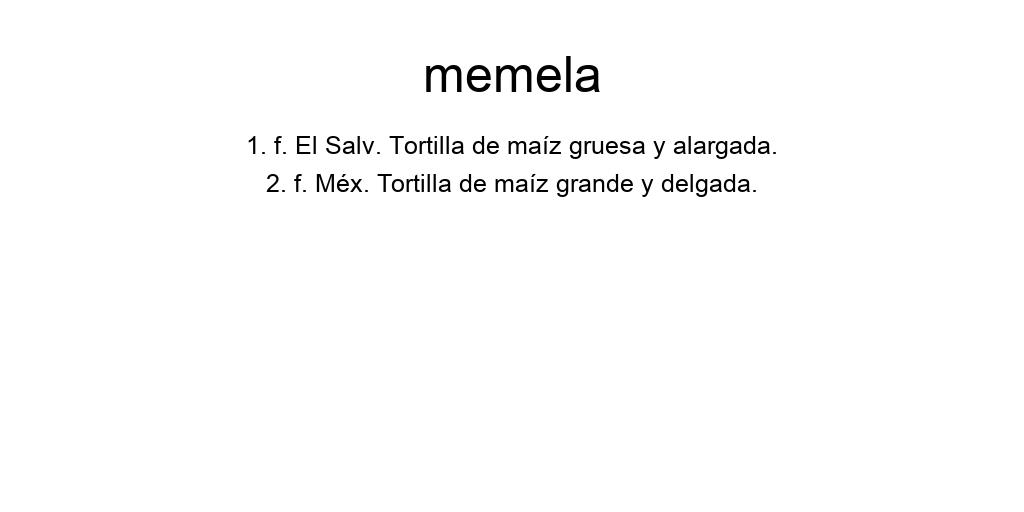 memela
1. f. El Salv. Tortilla de maíz gruesa y alargada.
2. f. Méx. Tortilla de maíz grande y delgada.